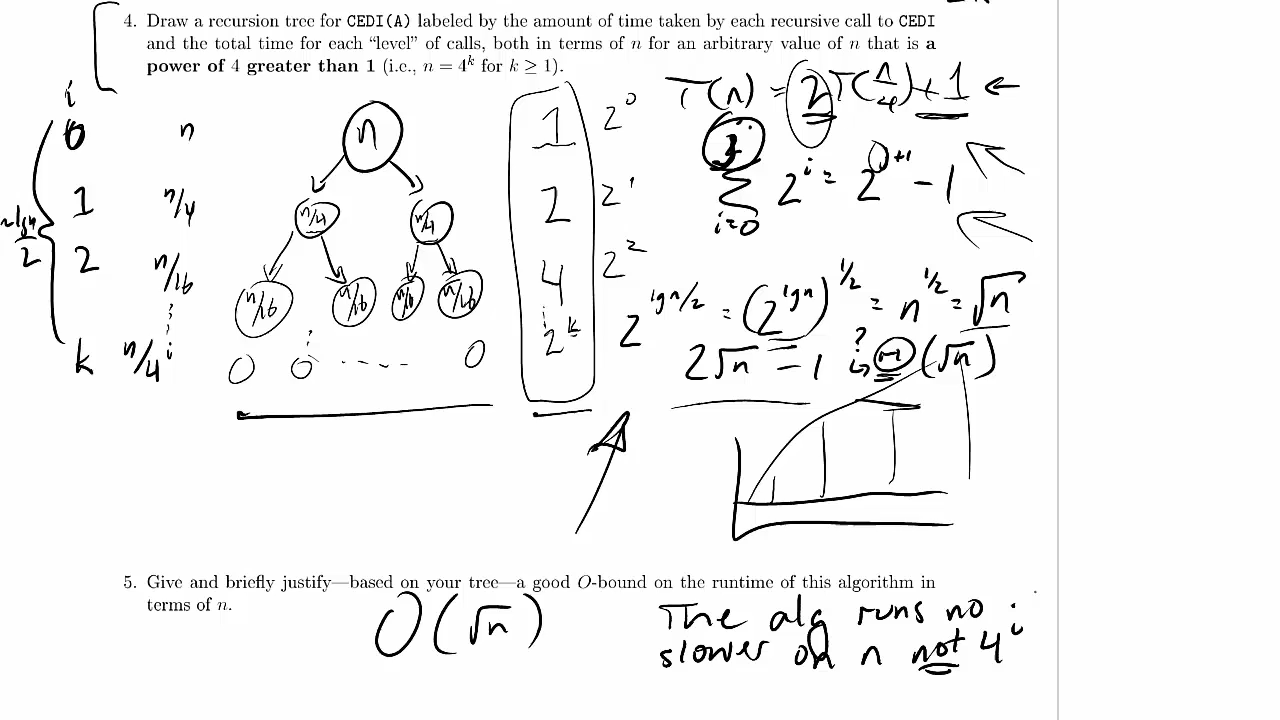 4. Draw a recursion tree for CEDI(A) labeled by the amount of time taken by each recursive call to CEDI
and the total time for each “level” of calls, both in terms of n for an arbitrary value of n that is a
power of 4 greater than 1 (i.e., n = 4^k for k ≥ 1).
i
0 n n 1 2^0
1 n/4 n/4 n/4 2 2^1
2 n/16 n/16 n/16 n/16 n/16 4 2^2
k n/4^i 0 0 ---- 0 2^k
lgn/2
T(n) = 2T(n/4) + 1 ←
Σ i=0 2^i = 2^(+1) - 1
2^(lgn/2) = (2^lgn)^(1/2) = n^(1/2) = √n
2√n - 1 is? Θ(√n)
5. Give and briefly justify—based on your tree—a good O-bound on the runtime of this algorithm in
terms of n.
O(√n)
The alg runs no
slower on n not 4^i